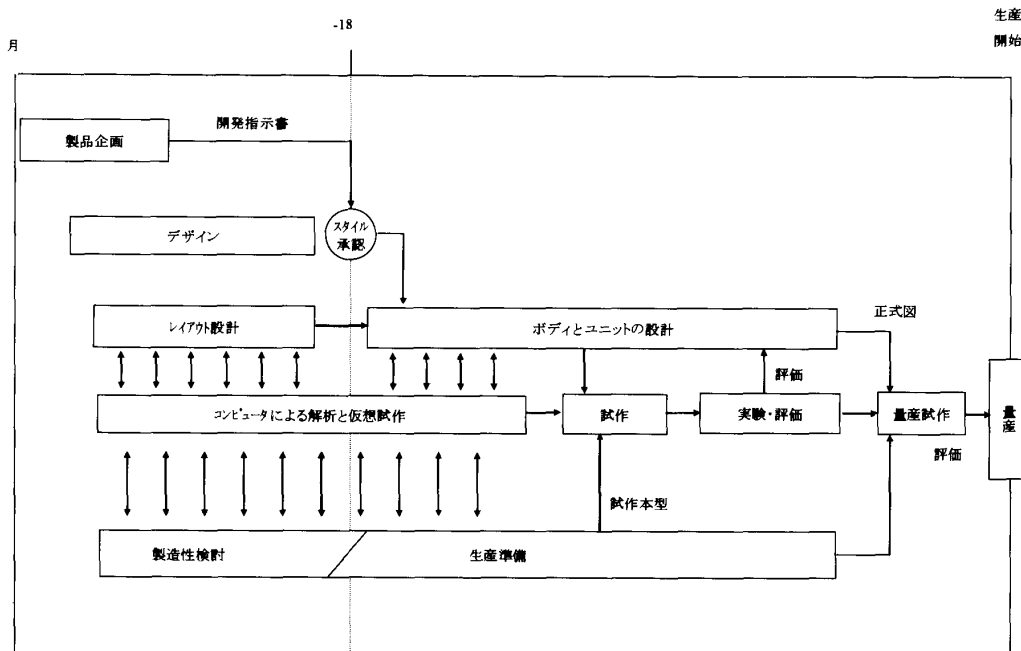 -18
生産
開始
月
開発指示書
製品企画
デザイン
スタイル
承認
レイアウト設計
ボディとユニットの設計
正式図
評価
コンピュータによる解析と仮想試作
試作
実験・評価
量産試作
量産
評価
試作本型
製造性検討
生産準備